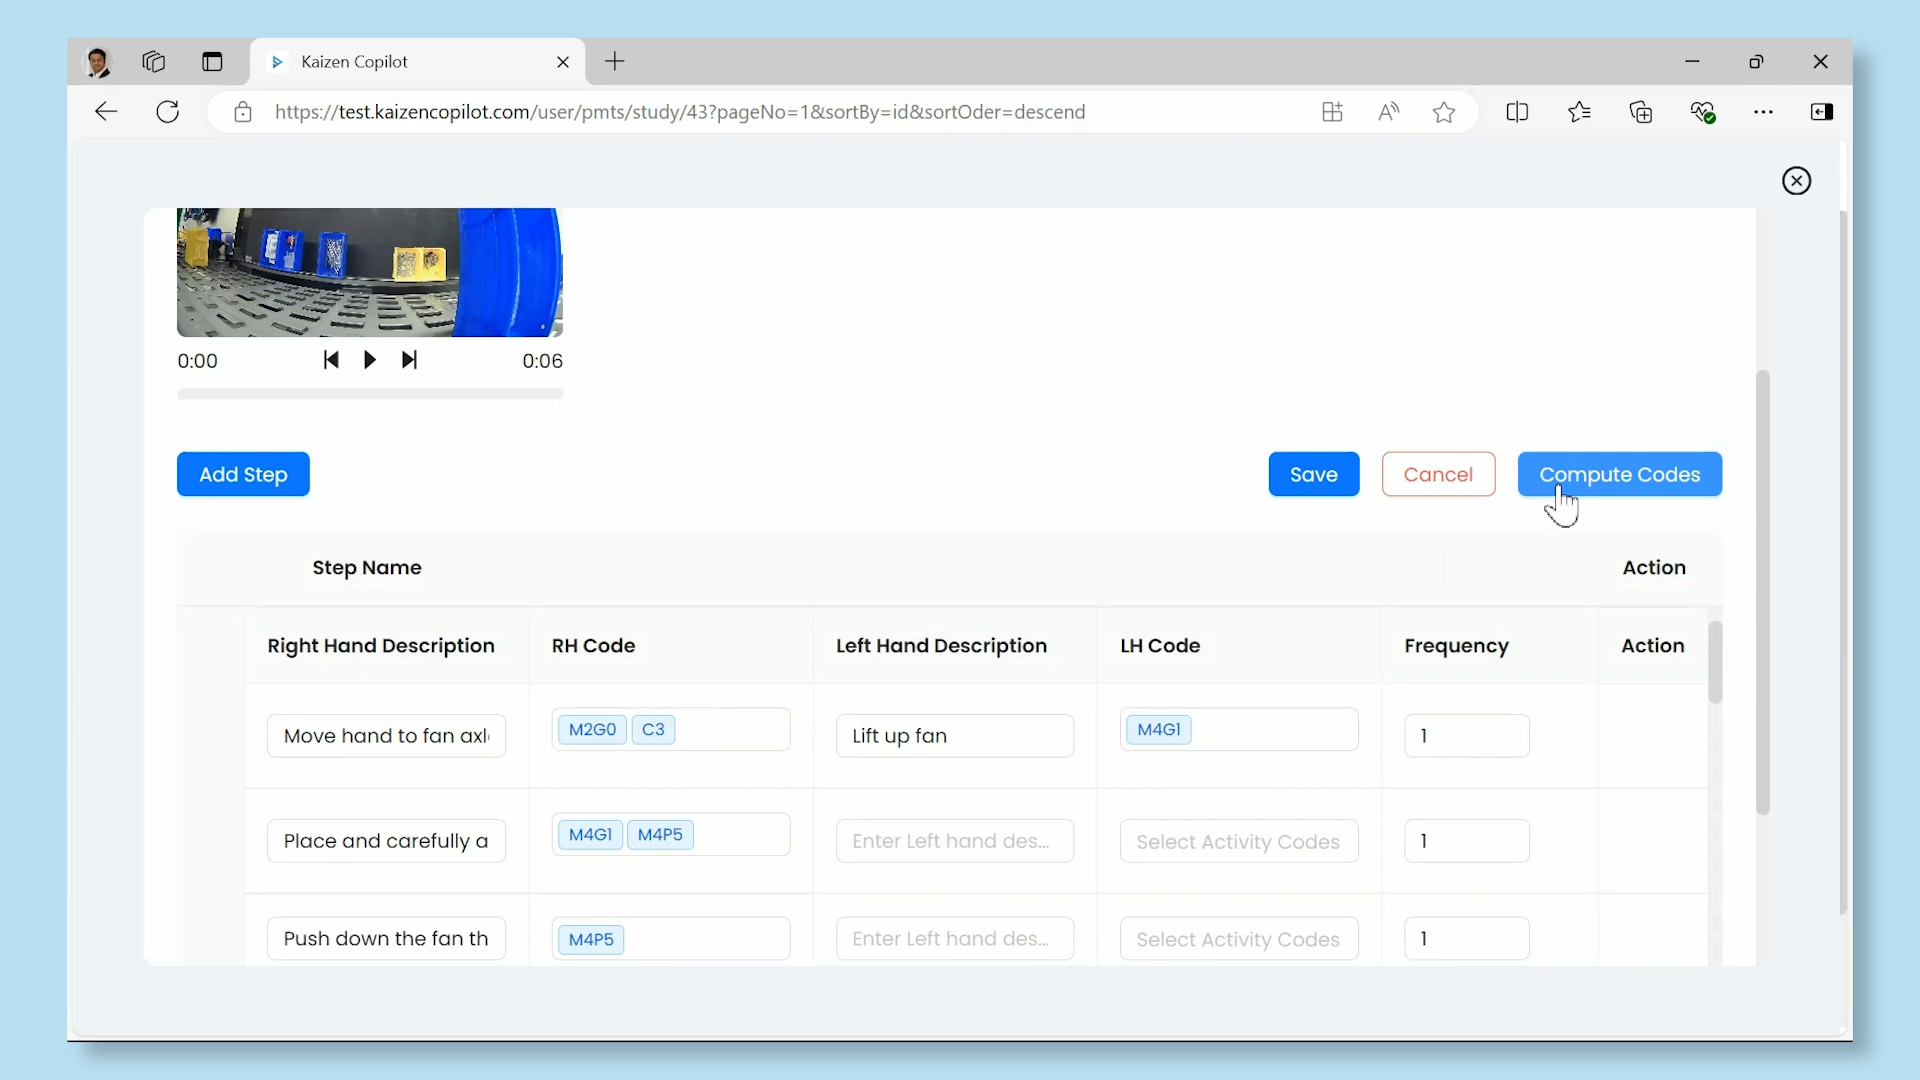 Kaizen Copilot
https://test.kaizencopilot.com/user/pmts/study/43?pageNo=1&sortBy=id&sortOder=descend
0:00
0:06
Add Step
Save
Cancel
Compute Codes
Step Name
Action
Right Hand Description
RH Code
Left Hand Description
LH Code
Frequency
Action
Move hand to fan axl
M2G0
C3
Lift up fan
M4G1
1
Place and carefully a
M4G1
M4P5
Enter Left hand des...
Select Activity Codes
1
Push down the fan th
M4P5
Enter Left hand des...
Select Activity Codes
1